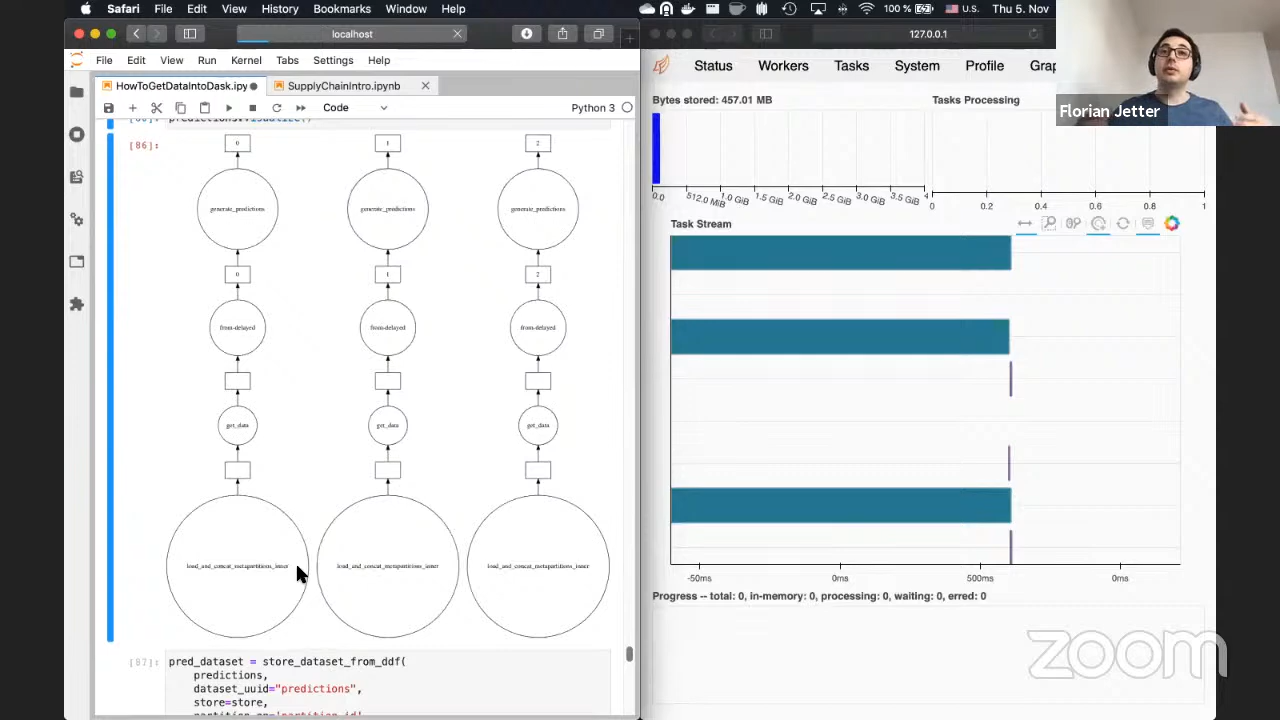 Safari File Edit View History Bookmarks Window Help
100 % U.S. Thu 5. Nov
localhost
127.0.0.1
File Edit View Run Kernel Tabs Settings Help
Status Workers Tasks System Profile Grap
HowToGetDataIntoDask.ipy
SupplyChainIntro.ipynb
Code
Python 3
Florian Jetter
Bytes stored: 457.01 MB
Tasks Processing
[86]:
0 1 2
generate_predictions generate_predictions generate_predictions
0 1 2
from-delayed from-delayed from-delayed
get_data get_data get_data
load_and_concat_metapartitions_inner load_and_concat_metapartitions_inner load_and_concat_metapartitions_inner
0.0 512.0 MiB 1.0 GiB 1.5 GiB 2.0 GiB 2.5 GiB 3.0 GiB 3.5 GiB 4
0 0.2 0.4 0.6 0.8 1
Task Stream
-50ms 0ms 500ms 0ms
Progress -- total: 0, in-memory: 0, processing: 0, waiting: 0, erred: 0
[87]:
pred_dataset = store_dataset_from_ddf(
predictions,
dataset_uuid="predictions",
store=store,
zoom